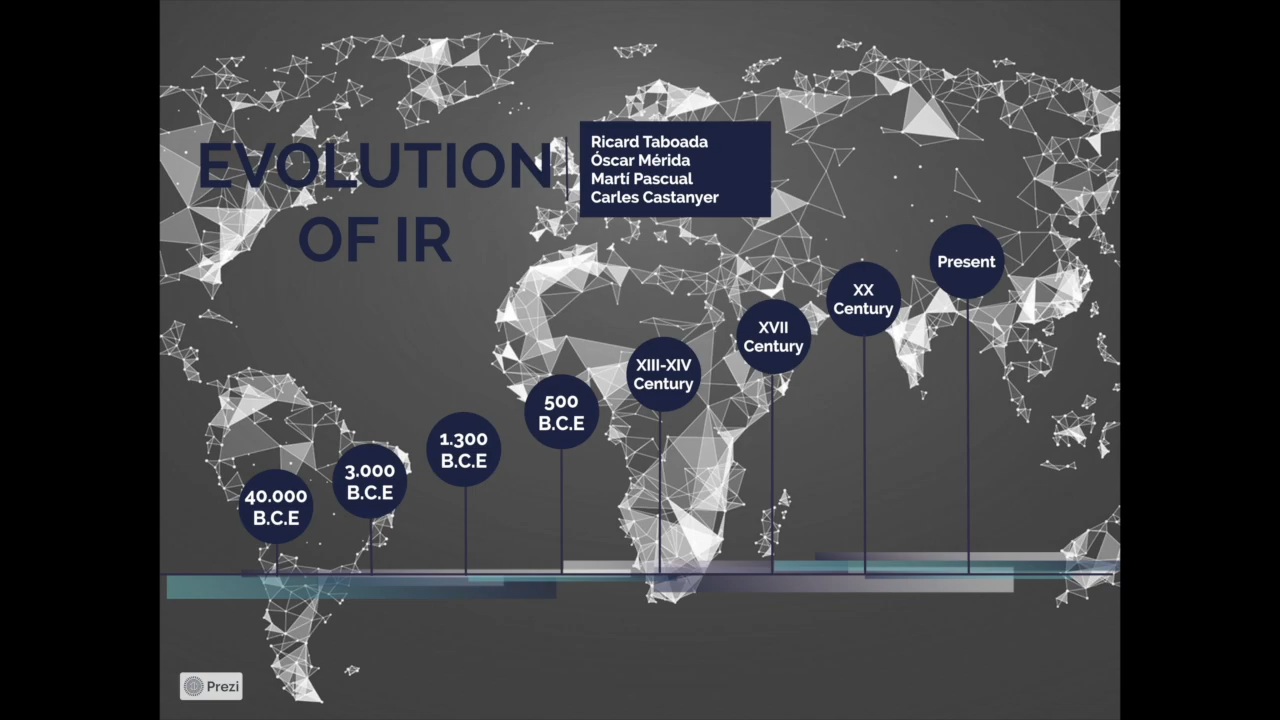 EVOLUTION
OF IR
Ricard Taboada
Óscar Mérida
Martí Pascual
Carles Castanyer
40.000
B.C.E
3.000
B.C.E
1.300
B.C.E
500
B.C.E
XIII-XIV
Century
XVII
Century
XX
Century
Present
Prezi